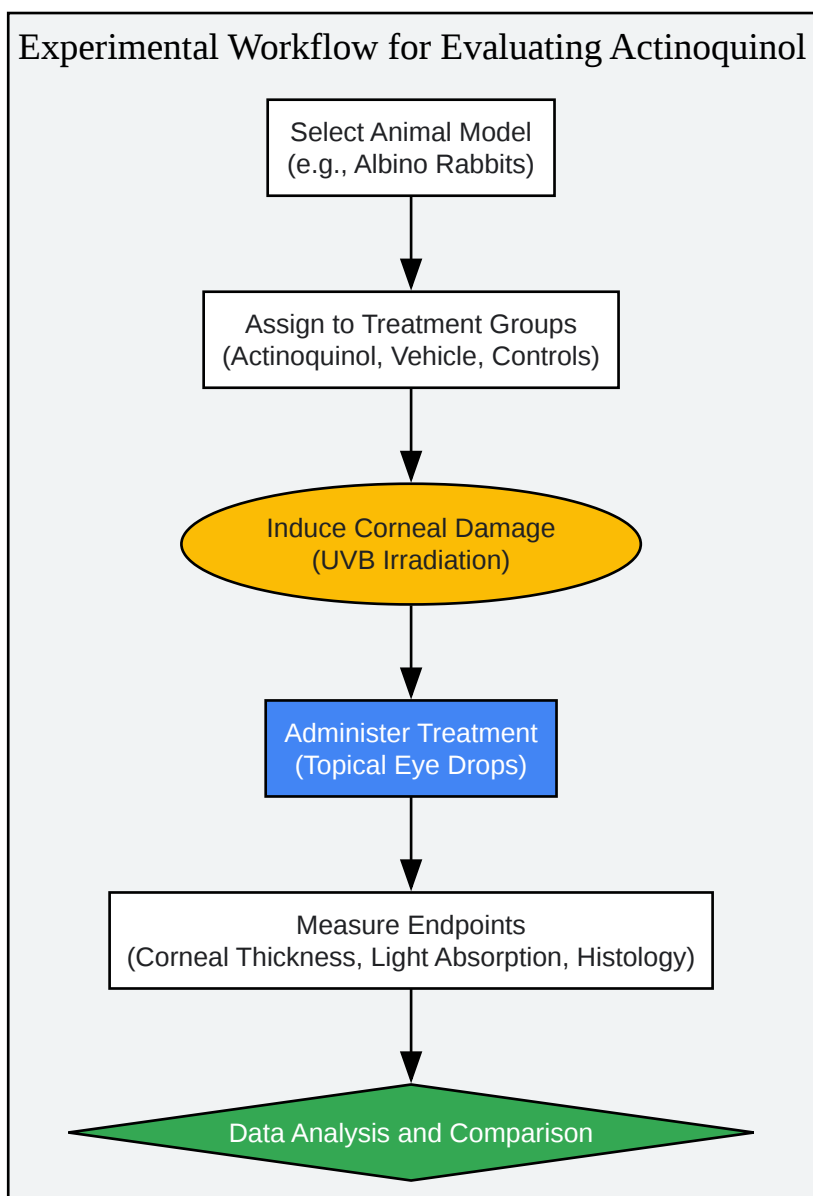 Experimental Workflow for Evaluating Actinoquinol
Select Animal Model
(e.g., Albino Rabbits)
Assign to Treatment Groups
(Actinoquinol, Vehicle, Controls)
Induce Corneal Damage
(UVB Irradiation)
Administer Treatment
(Topical Eye Drops)
Measure Endpoints
(Corneal Thickness, Light Absorption, Histology)
Data Analysis and Comparison